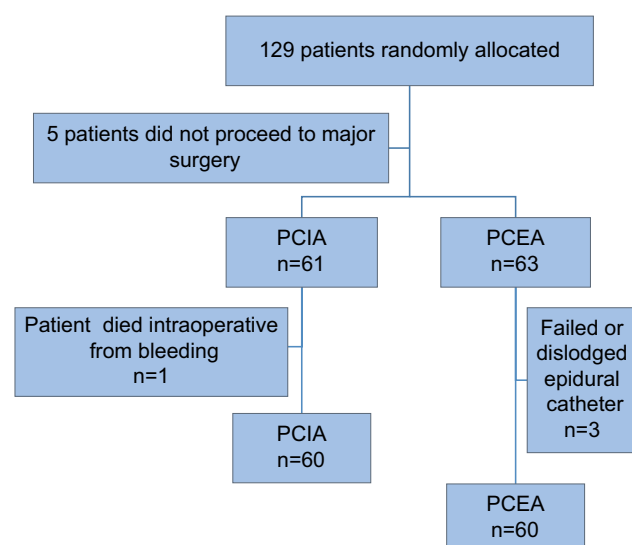 129 patients randomly allocated
5 patients did not proceed to major
surgery
PCIA
n=61
PCEA
n=63
Patient died intraoperative
from bleeding
n=1
Failed or
dislodged
epidural
catheter
n=3
PCIA
n=60
PCEA
n=60